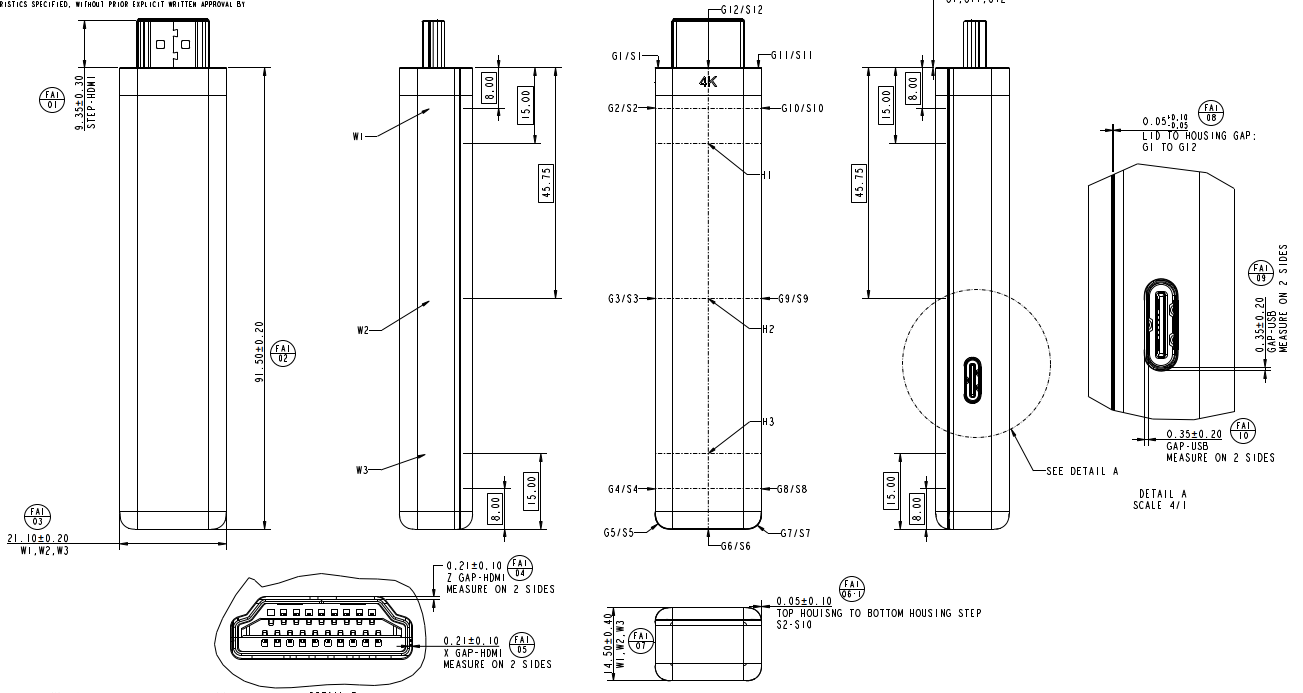 RISTICS SPECIFIED, WITHOUT PRIOR EXPLICIT WRITTEN APPROVAL BY
FAI
01
9.35±0.30
STEP-HDMI
91.50±0.20
FAI
02
FAI
03
21.10±0.20
W1,W2,W3
W1
W2
W3
8.00
15.00
45.75
15.00
8.00
G12/S12
G1/S1
G11/S11
4K
G2/S2
G10/S10
H1
G3/S3
G9/S9
H2
H3
G4/S4
G8/S8
G5/S5
G7/S7
G6/S6
15.00
8.00
45.75
15.00
8.00
SEE DETAIL A
0.05+0.10-0.05
FAI
08
LID TO HOUSING GAP:
G1 TO G12
FAI
09
0.35±0.20
GAP-USB
MEASURE ON 2 SIDES
0.35±0.20
FAI
10
GAP-USB
MEASURE ON 2 SIDES
DETAIL A
SCALE 4/1
0.21±0.10
FAI
04
Z GAP-HDMI
MEASURE ON 2 SIDES
0.21±0.10
FAI
05
X GAP-HDMI
MEASURE ON 2 SIDES
14.50±0.40
W1,W2,W3
FAI
07
0.05±0.10
FAI
06-1
TOP HOUISNG TO BOTTOM HOUSING STEP
S2-S10